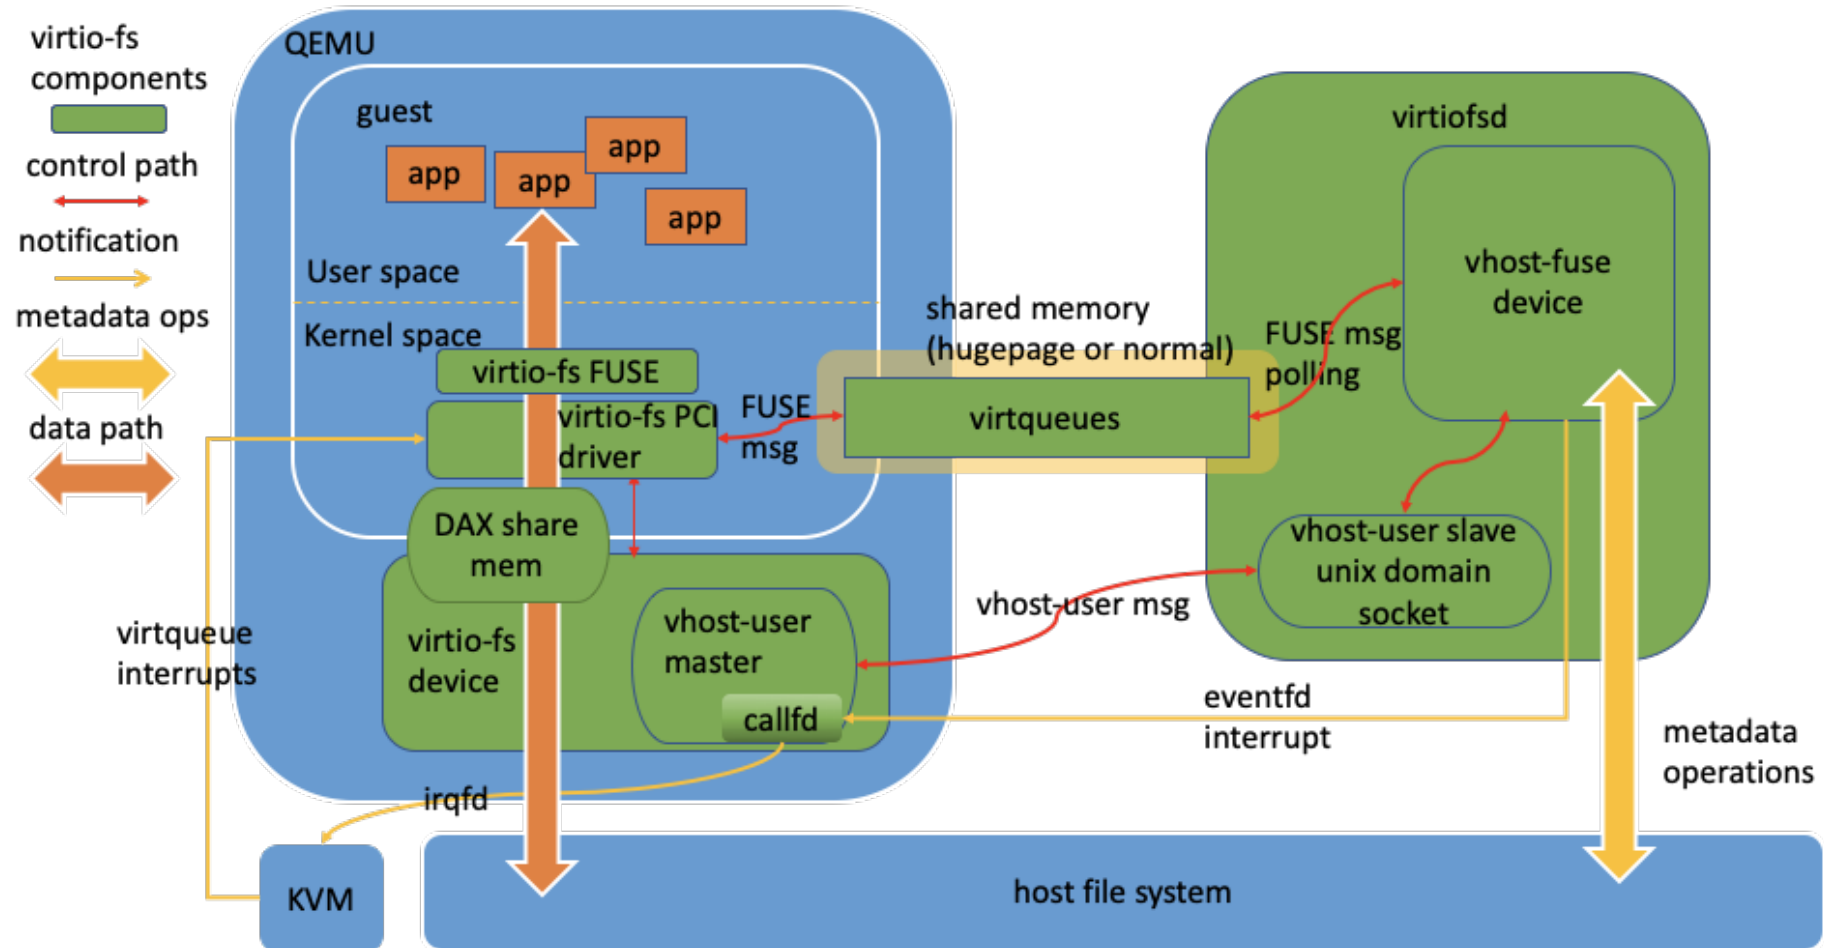 virtio-fs
components
control path
notification
metadata ops
data path
QEMU
guest
app
app
app
app
User space
Kernel space
virtio-fs FUSE
virtio-fs PCI
driver
FUSE
msg
shared memory
(hugepage or normal)
virtqueues
FUSE msg
polling
virtiofsd
vhost-fuse
device
vhost-user slave
unix domain
socket
DAX share
mem
virtio-fs
device
vhost-user
master
callfd
vhost-user msg
eventfd
interrupt
virtqueue
interrupts
irqfd
KVM
host file system
metadata
operations